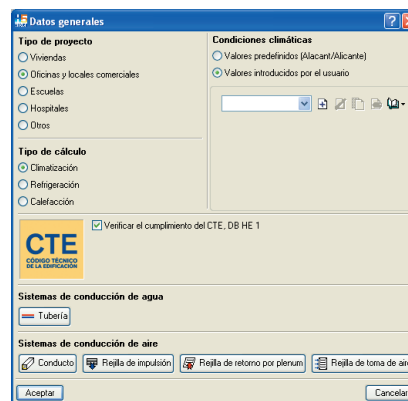 Datos generales
Tipo de proyecto
Viviendas
Oficinas y locales comerciales
Escuelas
Hospitales
Otros
Condiciones climáticas
Valores predefinidos (Alacant/Alicante)
Valores introducidos por el usuario
Tipo de cálculo
Climatización
Refrigeración
Calefacción
CTE
CÓDIGO TÉCNICO
DE LA EDIFICACIÓN
Verificar el cumplimiento del CTE, DB HE 1
Sistemas de conducción de agua
Tubería
Sistemas de conducción de aire
Conducto
Rejilla de impulsión
Rejilla de retorno por plenum
Rejilla de toma de aire
Aceptar
Cancelar